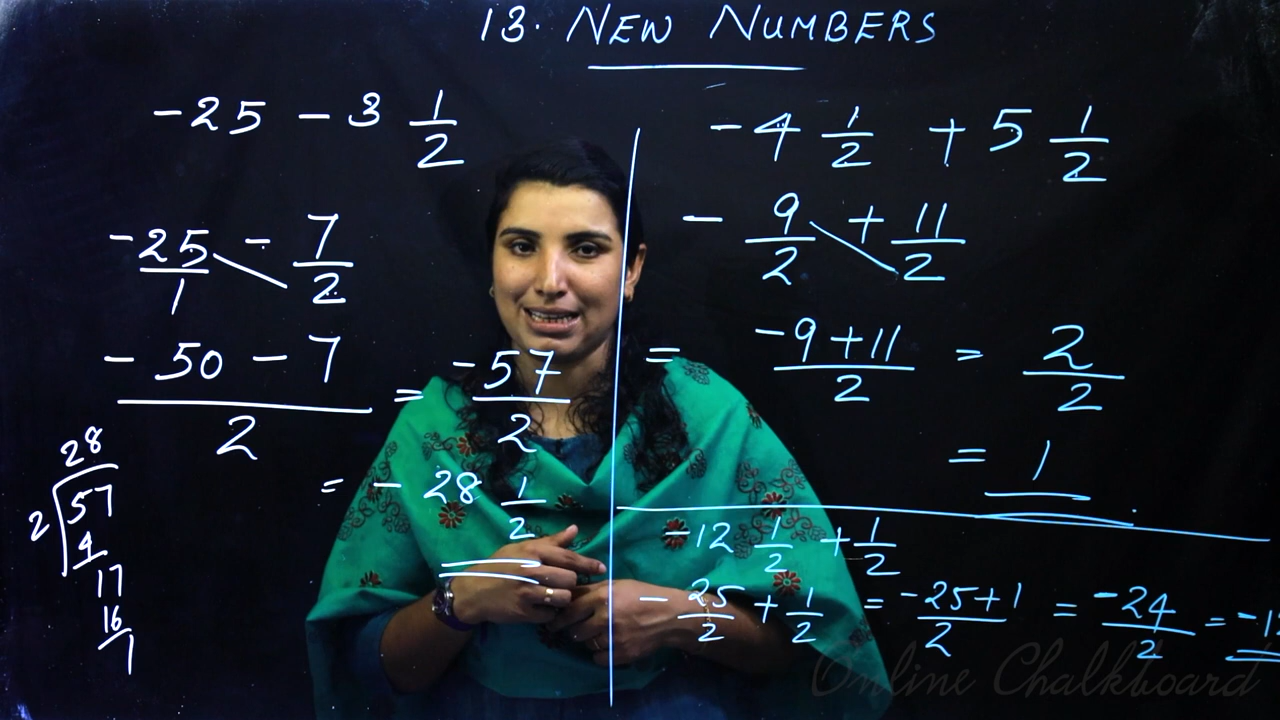 13. NEW NUMBERS
-25 - 3 1/2
-25/1 - 7/2
(-50 - 7)/2 = -57/2
= -28 1/2
28
2 57
4
17
16
1
-4 1/2 + 5 1/2
-9/2 + 11/2
= (-9+11)/2 = 2/2
= 1
-12 1/2 + 1/2
-25/2 + 1/2 = (-25+1)/2 = -24/2 =
Online Chalkboard